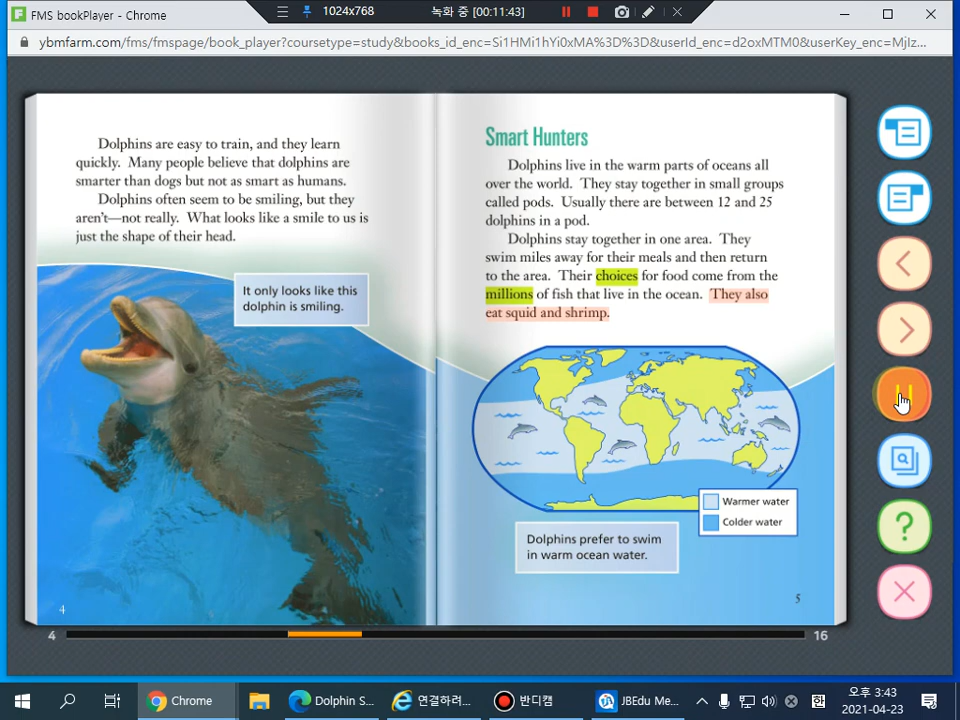 FMS bookPlayer - Chrome
1024x768
녹화 중 [00:11:43]
ybmfarm.com/fms/fmspage/book_player?coursetype=study&books_id_enc=Si1HMi1hYi0xMA%3D%3D&userId_enc=d2oxMTM0&userKey_enc=MjIz...
Dolphins are easy to train, and they learn
quickly. Many people believe that dolphins are
smarter than dogs but not as smart as humans.
Dolphins often seem to be smiling, but they
aren't—not really. What looks like a smile to us is
just the shape of their head.
It only looks like this
dolphin is smiling.
4
Smart Hunters
Dolphins live in the warm parts of oceans all
over the world. They stay together in small groups
called pods. Usually there are between 12 and 25
dolphins in a pod.
Dolphins stay together in one area. They
swim miles away for their meals and then return
to the area. Their choices for food come from the
millions of fish that live in the ocean. They also
eat squid and shrimp.
Warmer water
Colder water
Dolphins prefer to swim
in warm ocean water.
5
4
16
Chrome
Dolphin S...
연결하려...
반디캠
JBEdu Me...
한
오후 3:43
2021-04-23